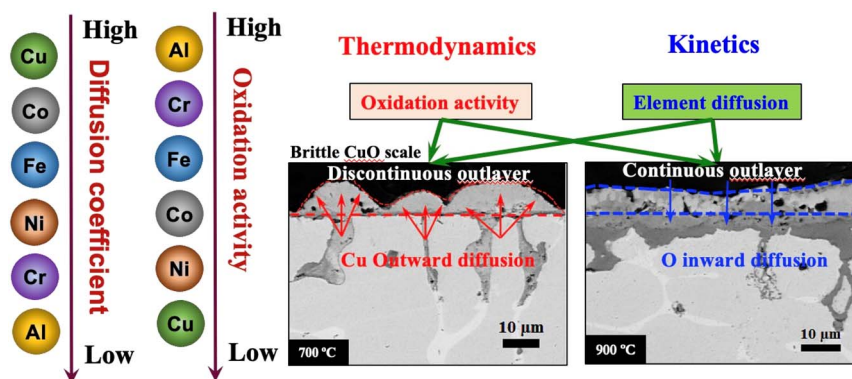 High
Cu
Co
Fe
Ni
Cr
Al
Low
Diffusion coefficient
High
Al
Cr
Fe
Co
Ni
Cu
Low
Oxidation activity
Thermodynamics
Kinetics
Oxidation activity
Element diffusion
Brittle CuO scale
Discontinuous outlayer
Cu Outward diffusion
700 °C
10 μm
Continuous outlayer
O inward diffusion
900 °C
10 μm